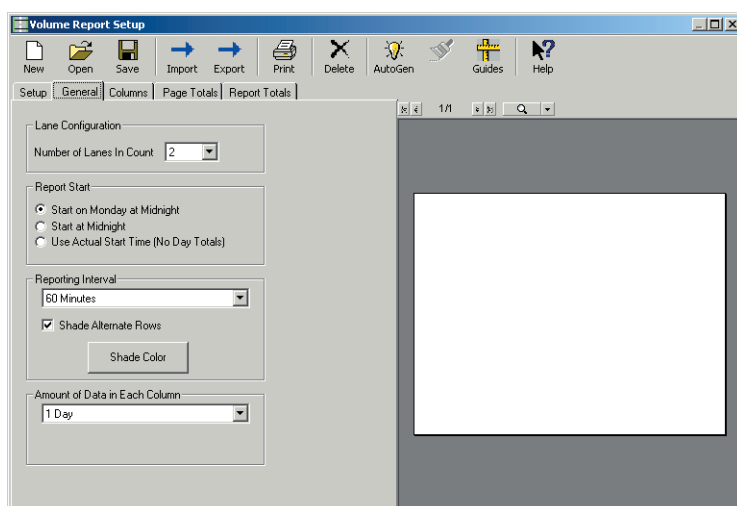 Volume Report Setup
New Open Save Import Export Print Delete AutoGen Guides Help
Setup General Columns Page Totals Report Totals
1/1
Lane Configuration
Number of Lanes In Count 2
Report Start
Start on Monday at Midnight
Start at Midnight
Use Actual Start Time (No Day Totals)
Reporting Interval
60 Minutes
Shade Alternate Rows
Shade Color
Amount of Data in Each Column
1 Day